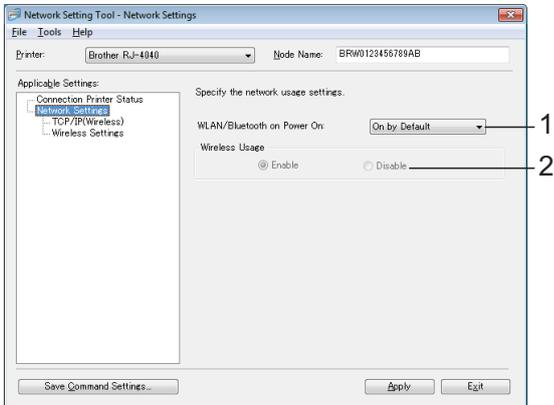 Network Setting Tool - Network Settings
File Tools Help
Printer: Brother RJ-4040 Node Name: BRW0123456789AB
Applicable Settings:
Connection Printer Status
Network Settings
TCP/IP(Wireless)
Wireless Settings
Specify the network usage settings.
WLAN/Bluetooth on Power On: On by Default 1
Wireless Usage
Enable Disable 2
Save Command Settings... Apply Exit